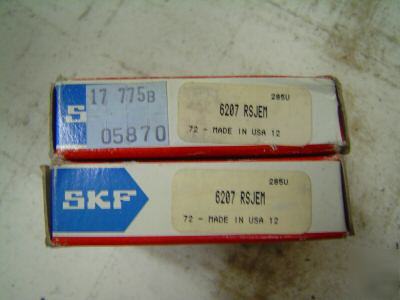 17 775B
05870
S
285U
6207 RSJEM
72 - MADE IN USA 12
SKF
285U
6207 RSJEM
72 - MADE IN USA 12